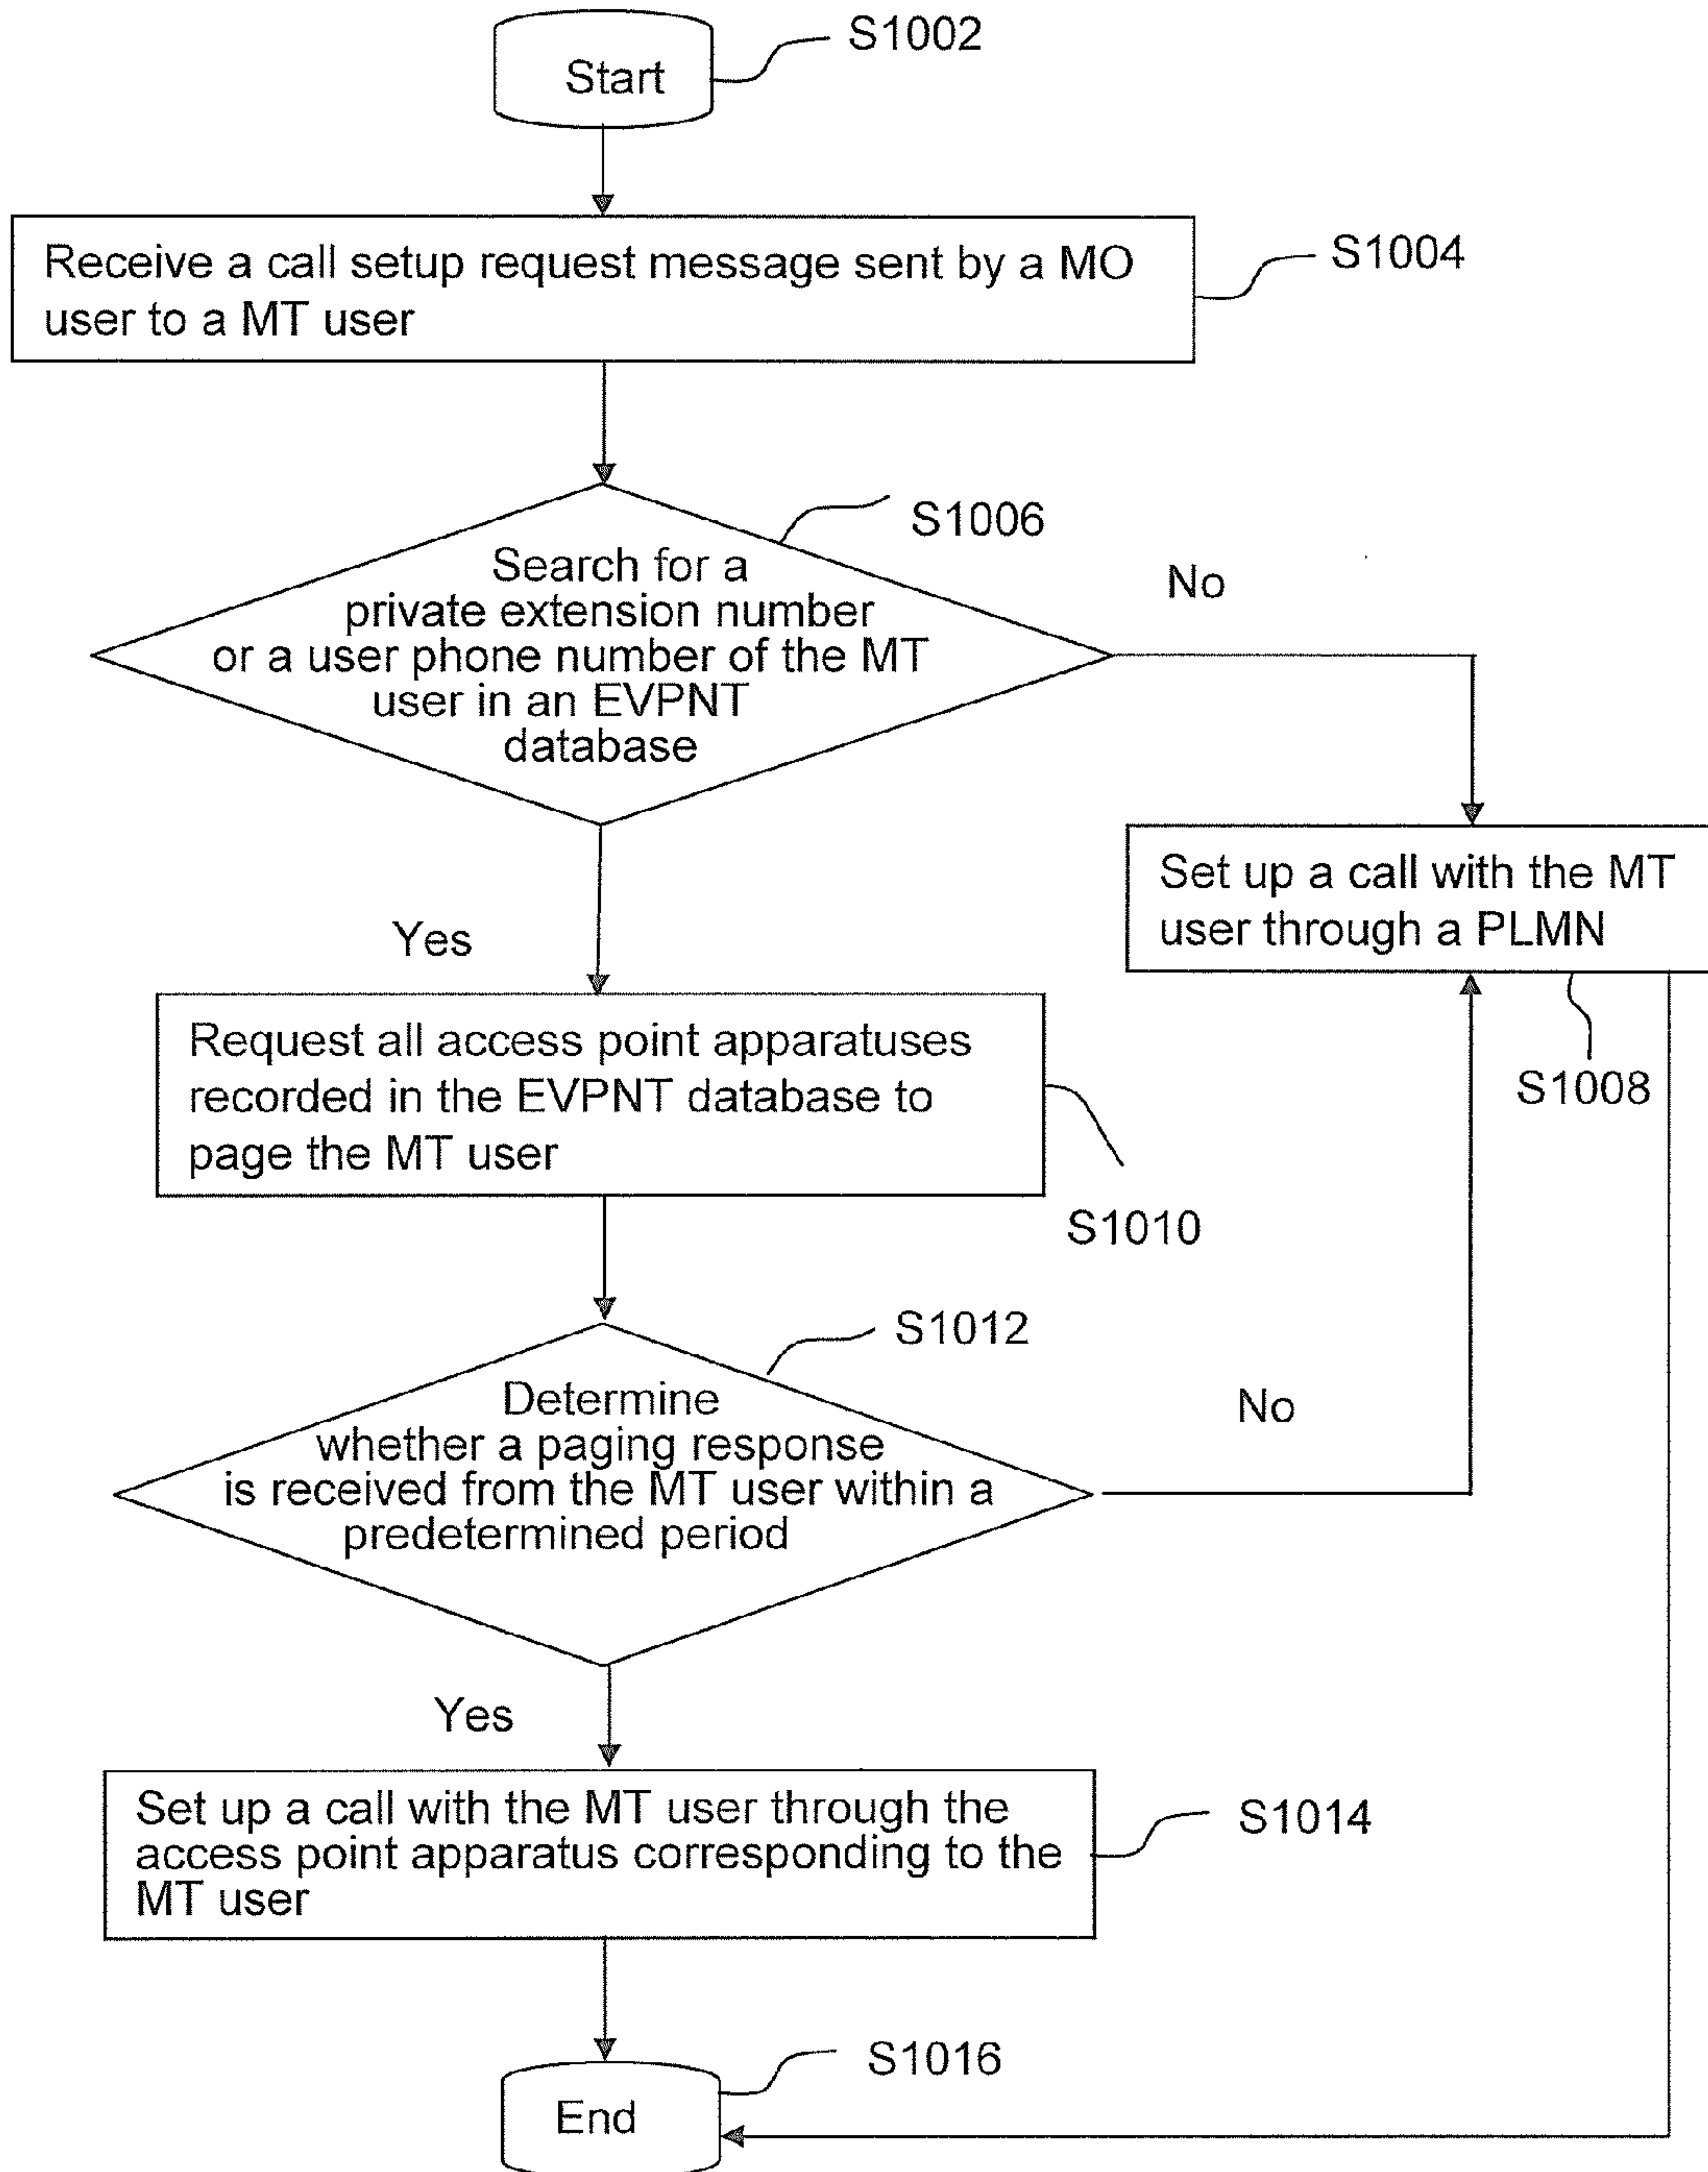 S1002
Start
Receive a call setup request message sent by a MO
user to a MT user
S1004
S1006
Search for a
private extension number
or a user phone number of the MT
user in an EVPNT
database
No
Yes
Set up a call with the MT
user through a PLMN
S1008
Request all access point apparatuses
recorded in the EVPNT database to
page the MT user
S1010
S1012
Determine
whether a paging response
is received from the MT user within a
predetermined period
No
Yes
Set up a call with the MT user through the
access point apparatus corresponding to the
MT user
S1014
S1016
End